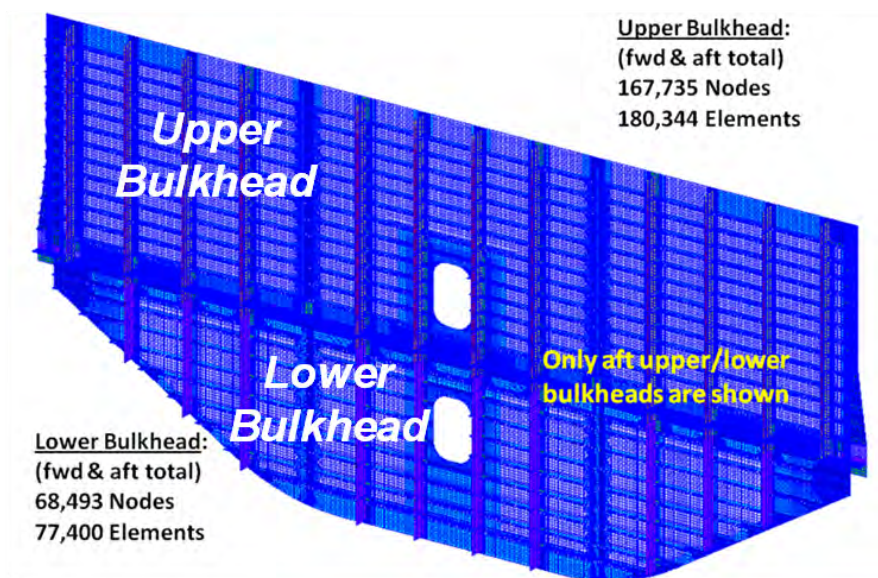 Upper Bulkhead:
(fwd & aft total)
167,735 Nodes
180,344 Elements
Upper
Bulkhead
Only aft upper/lower
bulkheads are shown
Lower
Bulkhead
Lower Bulkhead:
(fwd & aft total)
68,493 Nodes
77,400 Elements